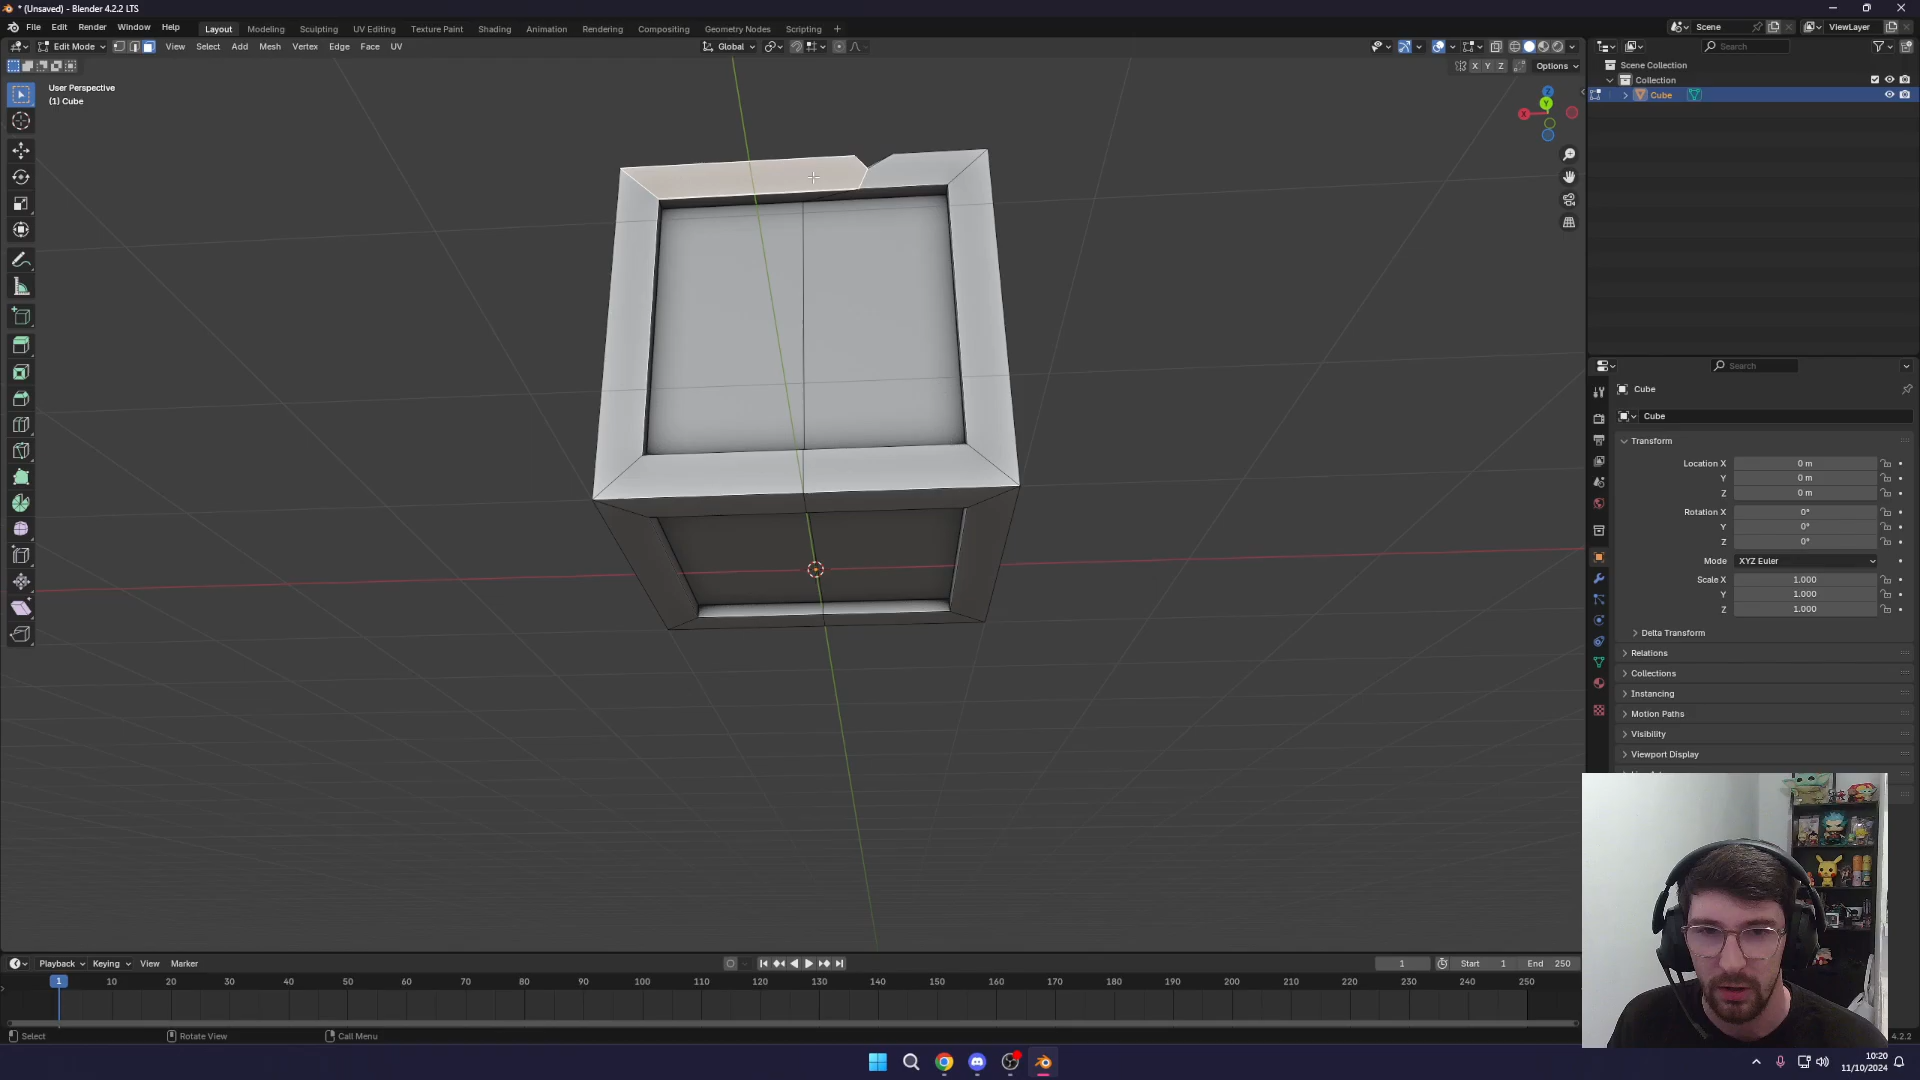 * (Unsaved) - Blender 4.2.2 LTS
File Edit Render Window Help Layout Modeling Sculpting UV Editing Texture Paint Shading Animation Rendering Compositing Geometry Nodes Scripting + Scene ViewLayer
Edit Mode View Select Add Mesh Vertex Edge Face UV Global Search
X Y Z Options
User Perspective
(1) Cube
Scene Collection
Collection
Cube
Z
Y
X
Search
Cube
Cube
Transform
Location X 0 m
Y 0 m
Z 0 m
Rotation X 0°
Y 0°
Z 0°
Mode XYZ Euler
Scale X 1.000
Y 1.000
Z 1.000
Delta Transform
Relations
Collections
Instancing
Motion Paths
Visibility
Viewport Display
Playback Keying View Marker 1 Start 1 End 250
1 10 20 30 40 50 60 70 80 90 100 110 120 130 140 150 160 170 180 190 200 210 220 230 240 250
Select Rotate View Call Menu 4.2.2
10:20
11/10/2024